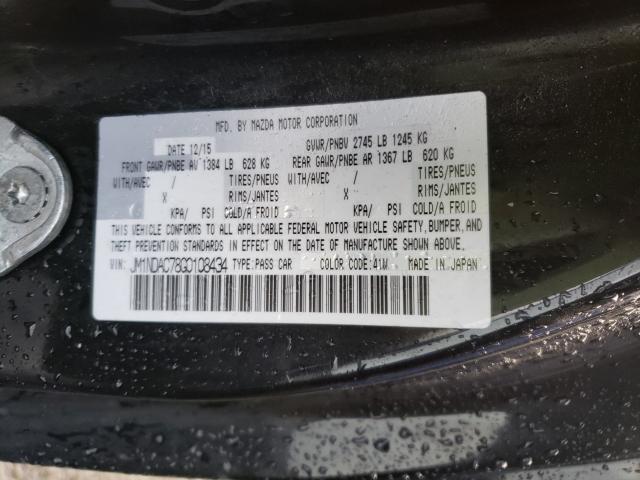 MFD. BY MAZDA MOTOR CORPORATION
DATE 12/15 GVWR/PNBV 2745 LB 1245 KG
FRONT GAWR/PNBE AV 1384 LB 628 KG REAR GAWR/PNBE AR 1367 LB 620 KG
WITH/AVEC / TIRES/PNEUS WITH/AVEC / TIRES/PNEUS
X RIMS/JANTES X RIMS/JANTES
KPA/ PSI COLD/A FROID KPA/ PSI COLD/A FROID
THIS VEHICLE CONFORMS TO ALL APPLICABLE FEDERAL MOTOR VEHICLE SAFETY, BUMPER, AND
THEFT PREVENTION STANDARDS IN EFFECT ON THE DATE OF MANUFACTURE SHOWN ABOVE.
VIN: JM1NDAC78G0108434 TYPE:PASS CAR COLOR CODE:41W MADE IN JAPAN